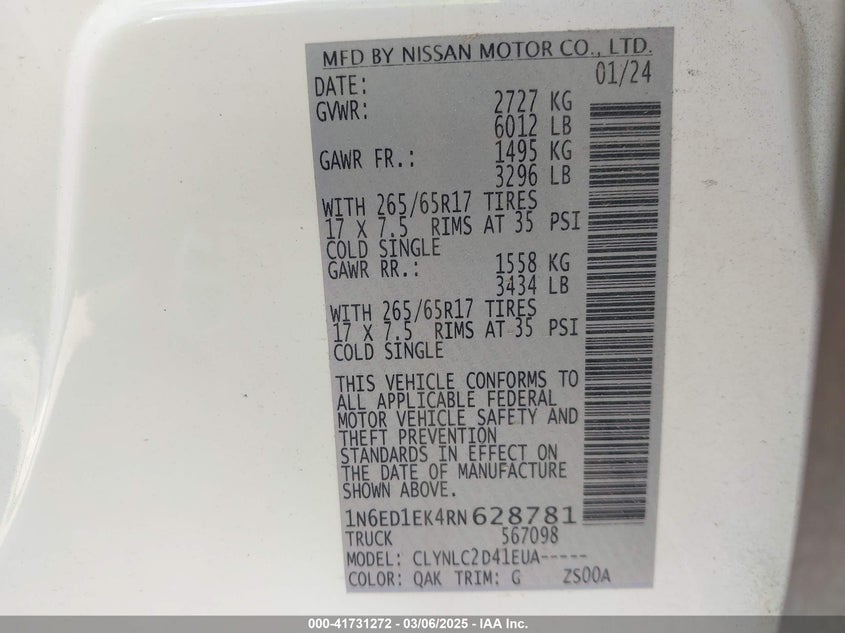 MFD BY NISSAN MOTOR CO., LTD.
DATE: 01/24
GVWR: 2727 KG
6012 LB
GAWR FR.: 1495 KG
3296 LB
WITH 265/65R17 TIRES
17 X 7.5 RIMS AT 35 PSI
COLD SINGLE
GAWR RR.: 1558 KG
3434 LB
WITH 265/65R17 TIRES
17 X 7.5 RIMS AT 35 PSI
COLD SINGLE
THIS VEHICLE CONFORMS TO
ALL APPLICABLE FEDERAL
MOTOR VEHICLE SAFETY AND
THEFT PREVENTION
STANDARDS IN EFFECT ON
THE DATE OF MANUFACTURE
SHOWN ABOVE.
1N6ED1EK4RN628781
TRUCK 567098
MODEL: CLYNLC2D41EUA-----
COLOR: QAK TRIM: G ZS00A
000-41731272 - 03/06/2025 - IAA Inc.